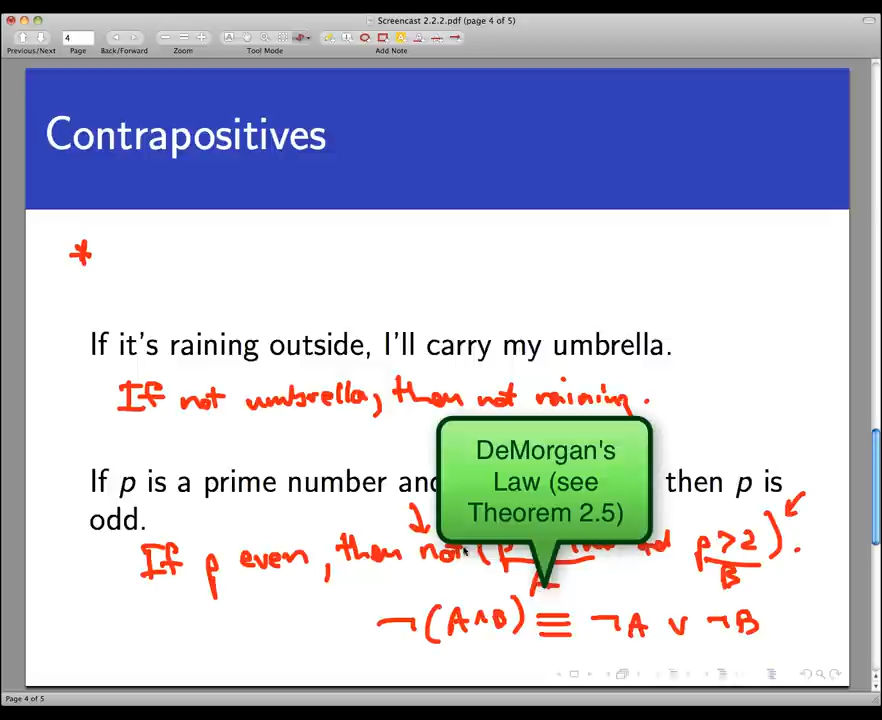 Screencast 2.2.2.pdf (page 4 of 5)
4
Previous/Next Page Back/Forward Zoom Tool Mode Add Note
Contrapositives
*
If it's raining outside, I'll carry my umbrella.
If not umbrella, then not raining.
DeMorgan's
Law (see
Theorem 2.5)
If p is a prime number and then p is
odd.
If p even, then not (p p > 2).
A B
¬(A∧B) ≡ ¬A ∨ ¬B
Page 4 of 5